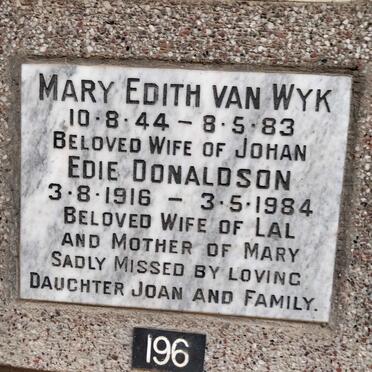 MARY EDITH VAN WYK
10·8·44 – 8·5·83
BELOVED WIFE OF JOHAN
EDIE DONALDSON
3·8·1916 – 3·5·1984
BELOVED WIFE OF LAL
AND MOTHER OF MARY
SADLY MISSED BY LOVING
DAUGHTER JOAN AND FAMILY.
196